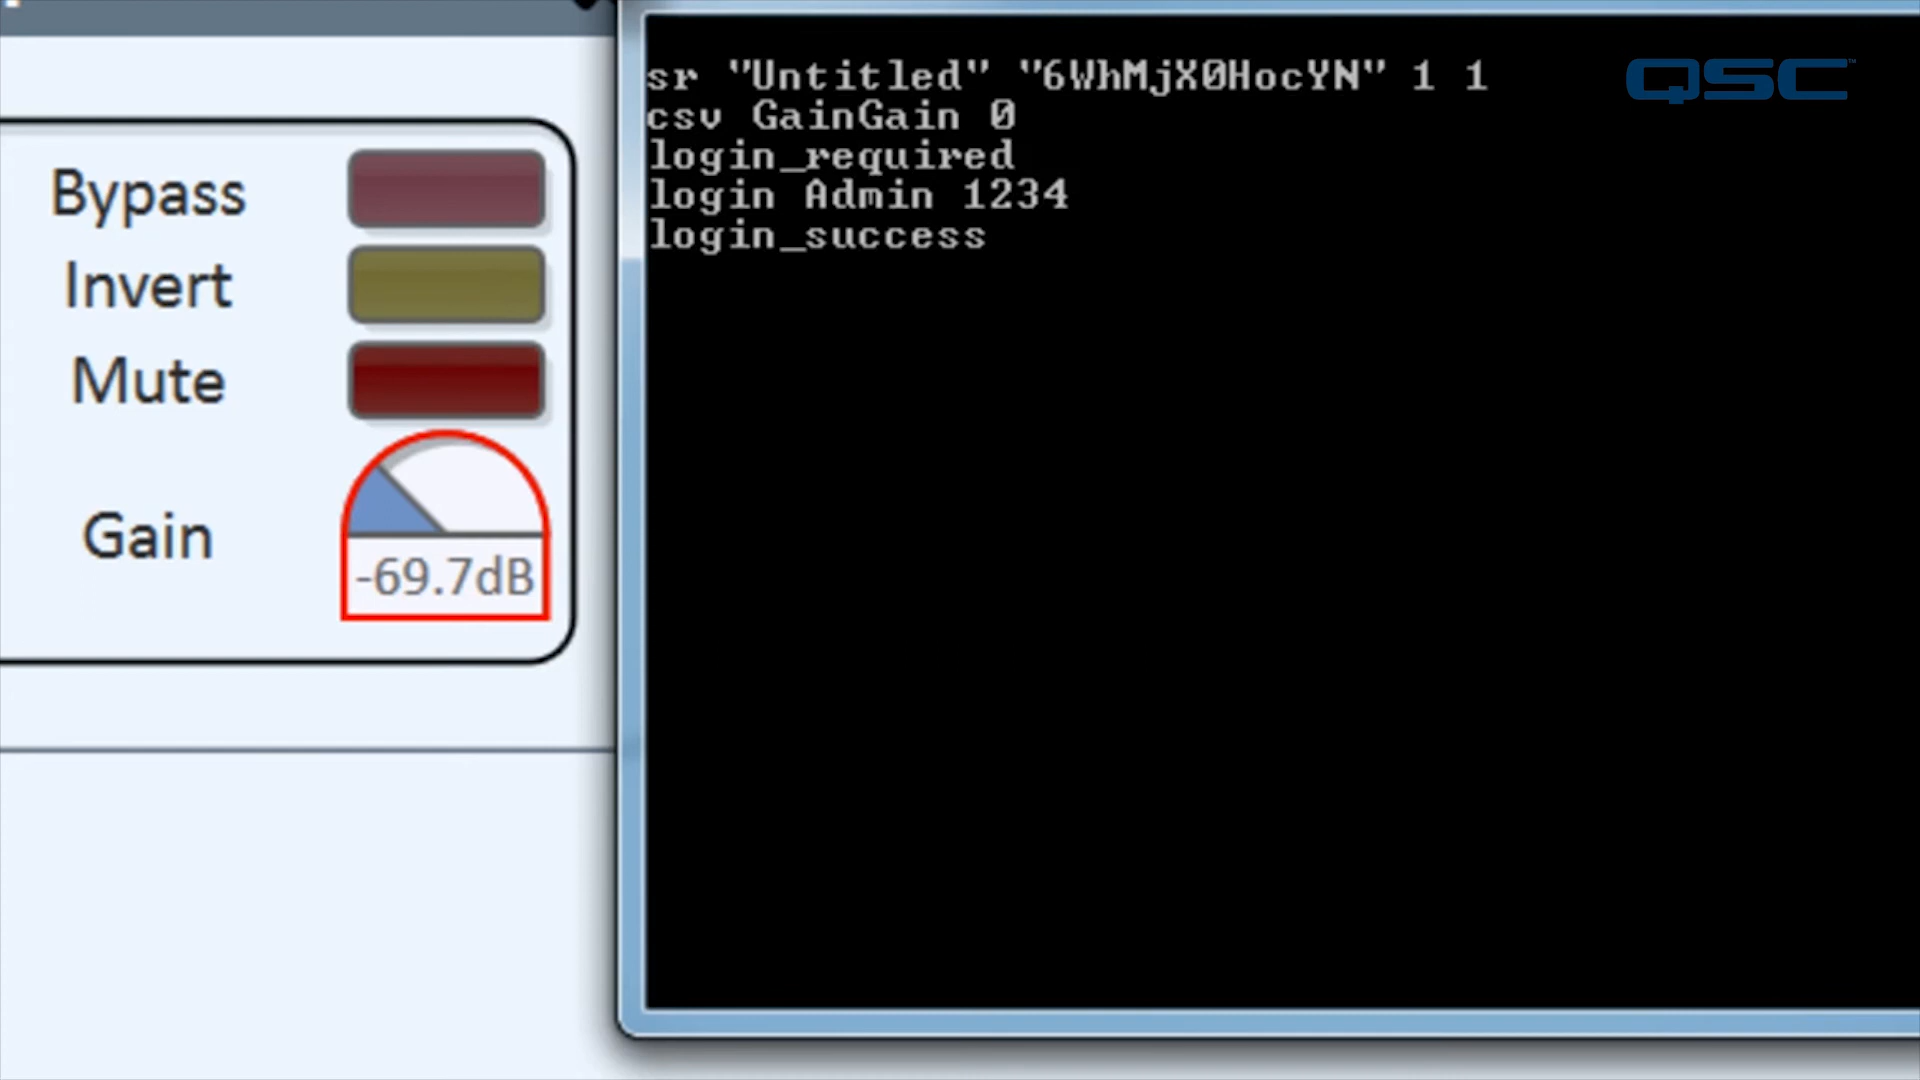 Bypass
Invert
Mute
Gain
-69.7dB
sr "Untitled" "6WhMjX0HocYN" 1 1
csv GainGain 0
login_required
login Admin 1234
login_success
QSC™